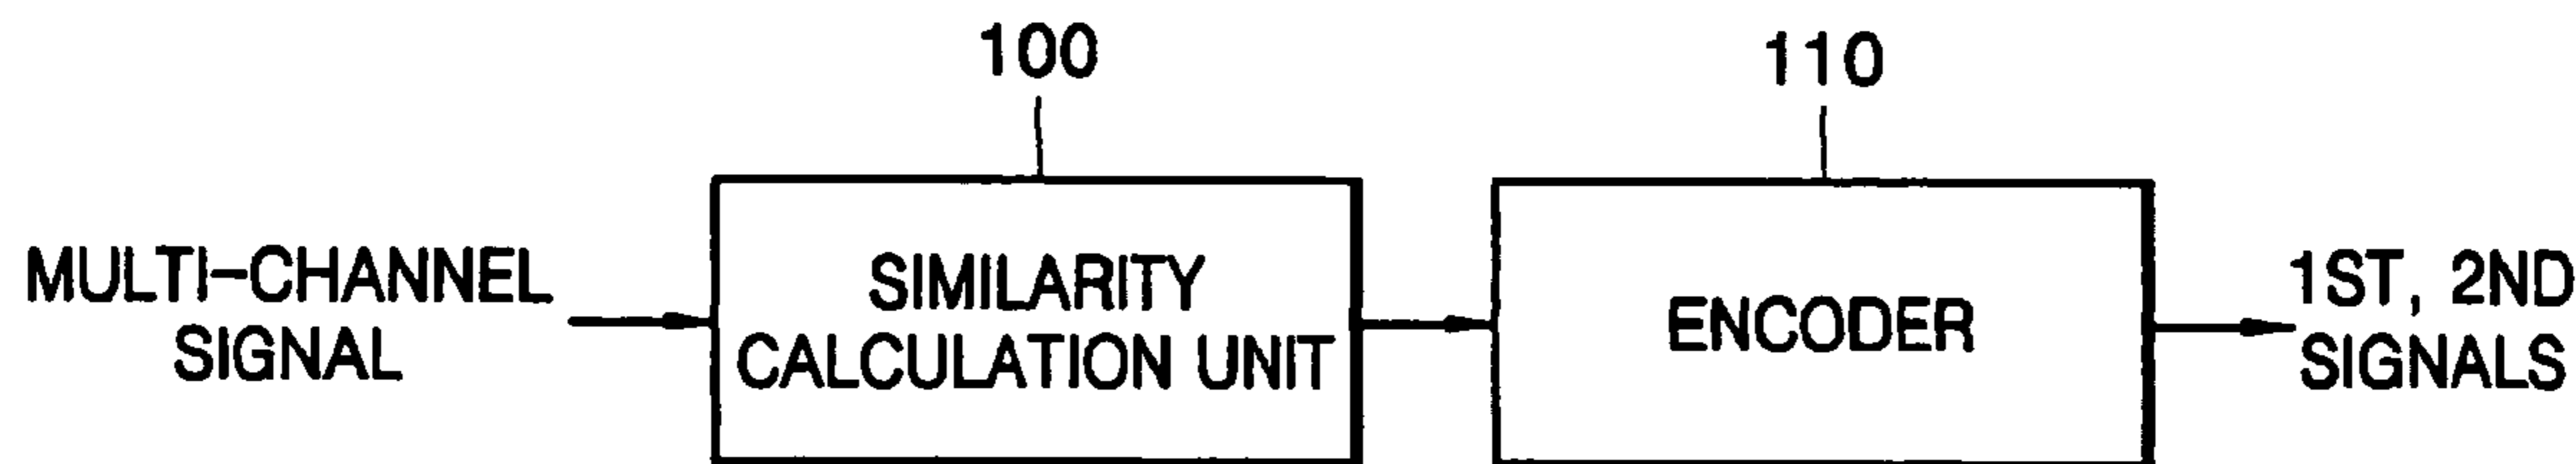 100
110
MULTI-CHANNEL
SIGNAL
SIMILARITY
CALCULATION UNIT
ENCODER
1ST, 2ND
SIGNALS